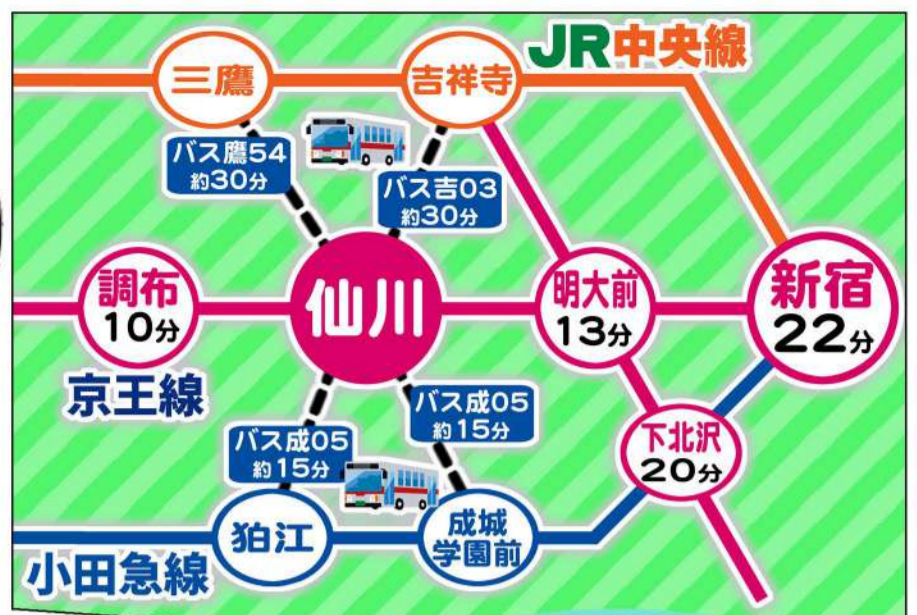 JR中央線
三鷹
吉祥寺
バス鷹54
約30分
バス吉03
約30分
調布
10分
仙川
明大前
13分
新宿
22分
京王線
バス成05
約15分
バス成05
約15分
下北沢
20分
狛江
成城
学園前
小田急線